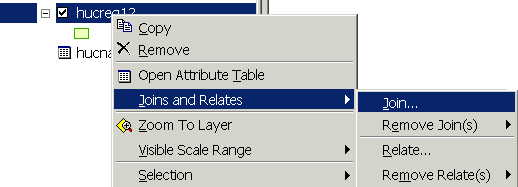 hucreg12
hucna
Copy
Remove
Open Attribute Table
Joins and Relates
Zoom To Layer
Visible Scale Range
Selection
Join...
Remove Join(s)
Relate...
Remove Relate(s)